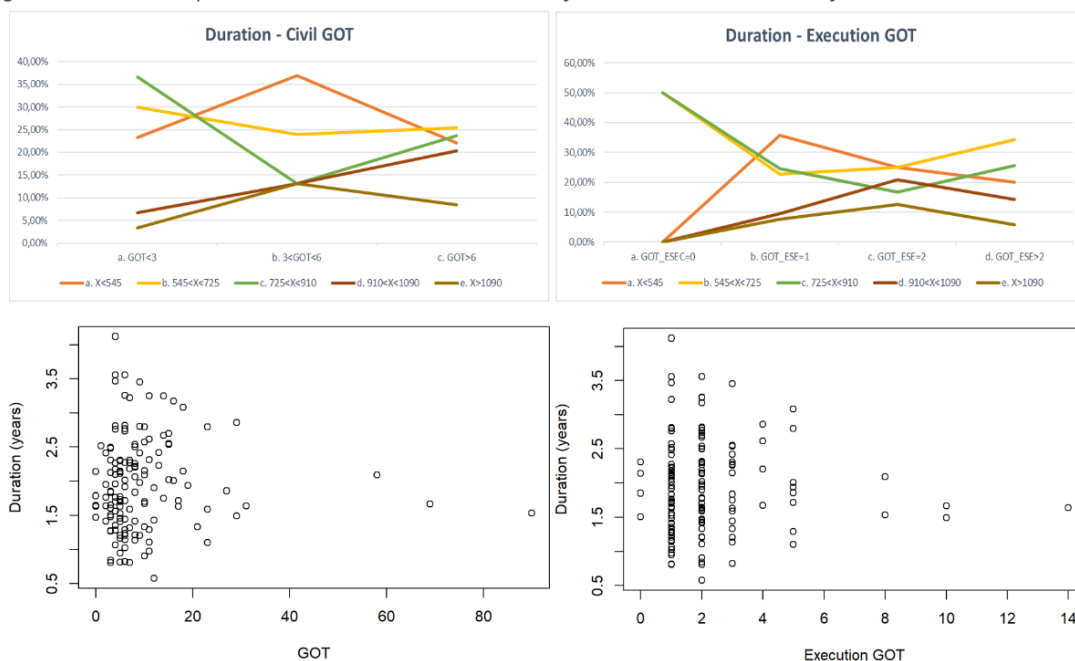 Duration - Civil GOT
40,00%
35,00%
30,00%
25,00%
20,00%
15,00%
10,00%
5,00%
0,00%
a. GOT<3 b. 3<GOT<6 c. GOT>6
a. X<545 b. 545<X<725 c. 725<X<910 d. 910<X<1090 e. X>1090
Duration - Execution GOT
60,00%
50,00%
40,00%
30,00%
20,00%
10,00%
0,00%
a. GOT_ESEC=0 b. GOT_ESE=1 c. GOT_ESE=2 d. GOT_ESE>2
a. X<545 b. 545<X<725 c. 725<X<910 d. 910<X<1090 e. X>1090
Duration (years)
3.5
2.5
1.5
0.5
0 20 40 60 80
GOT
Duration (years)
3.5
2.5
1.5
0.5
0 2 4 6 8 10 12 14
Execution GOT